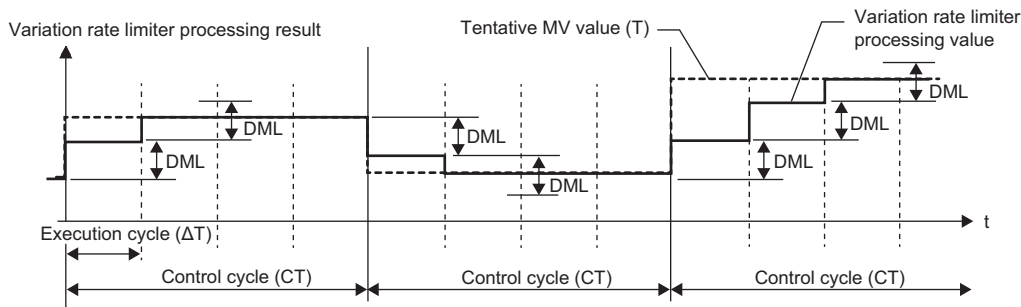 Variation rate limiter processing result
Tentative MV value (T)
Variation rate limiter
processing value
DML
DML
DML
DML
DML
DML
DML
t
Execution cycle (ΔT)
Control cycle (CT)
Control cycle (CT)
Control cycle (CT)